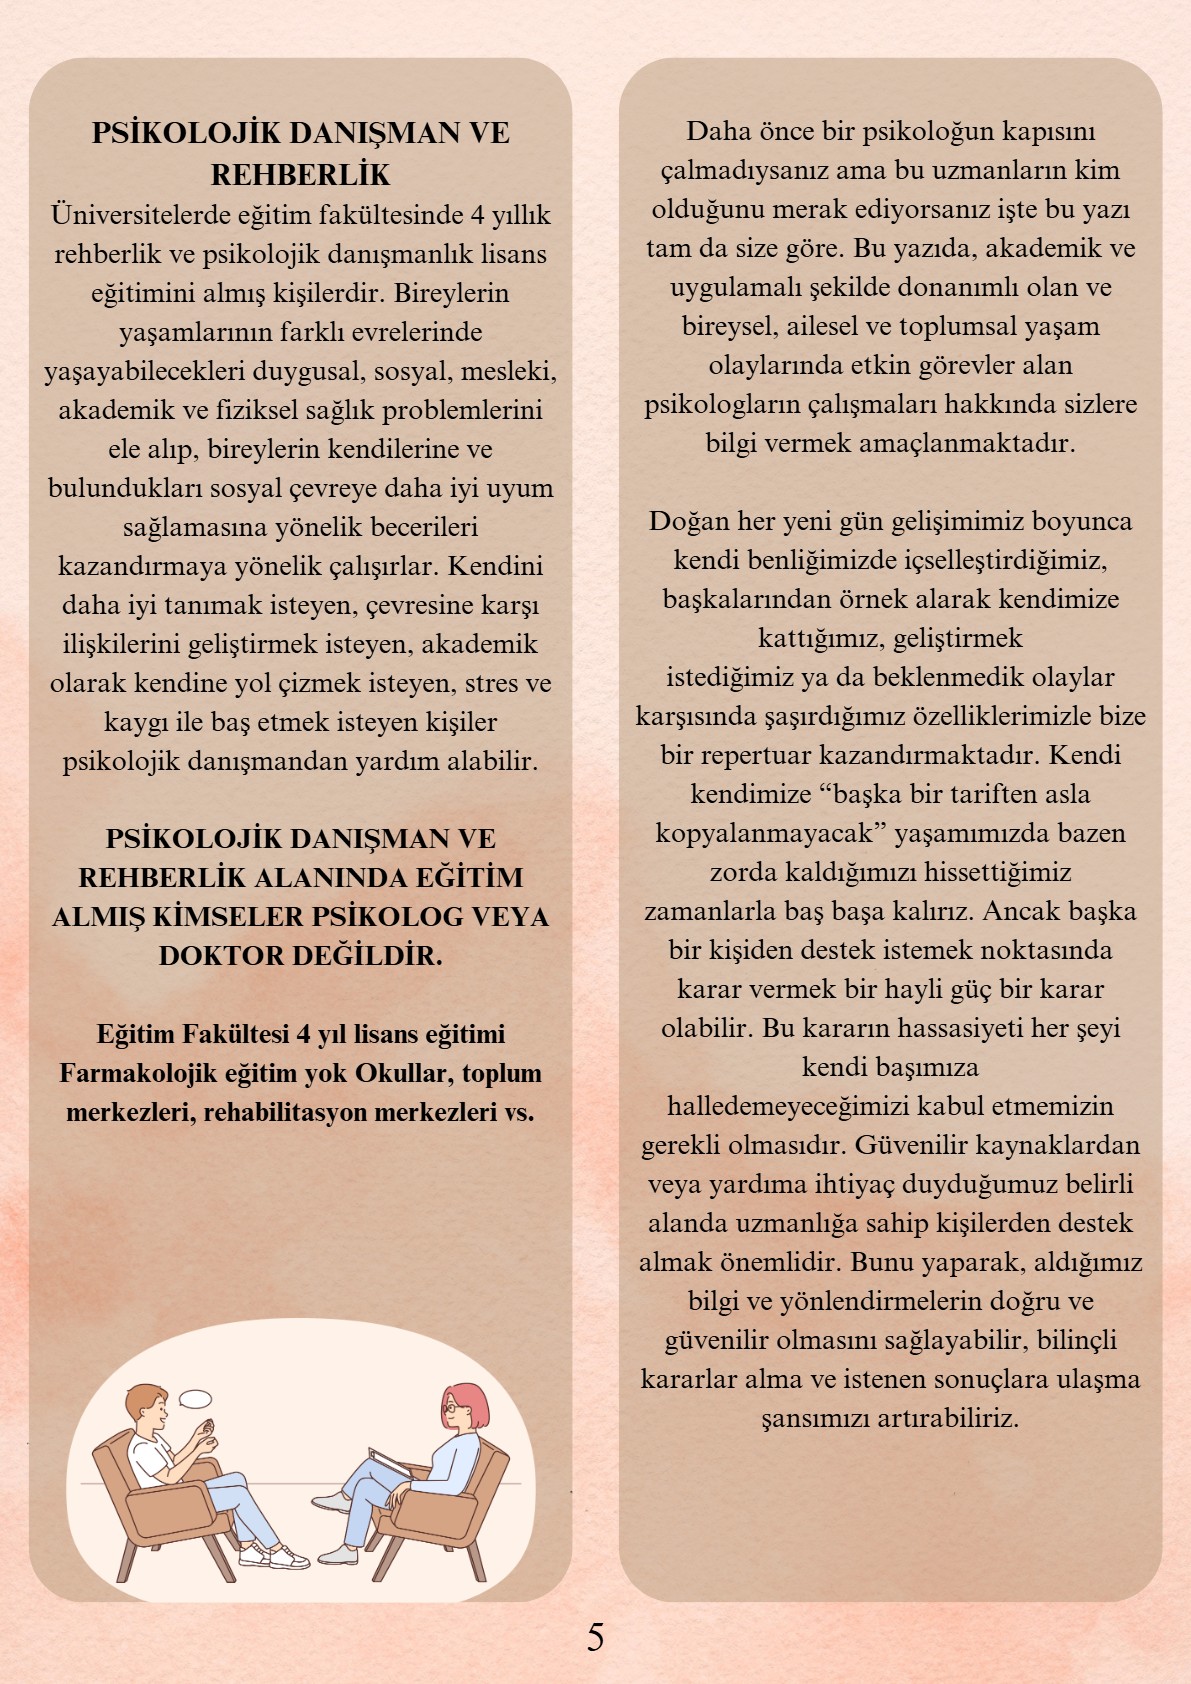 PSİKOLOJİK DANIŞMAN VE
REHBERLİK
Üniversitelerde eğitim fakültesinde 4 yıllık
rehberlik ve psikolojik danışmanlık lisans
eğitimini almış kişilerdir. Bireylerin
yaşamlarının farklı evrelerinde
yaşayabilecekleri duygusal, sosyal, mesleki,
akademik ve fiziksel sağlık problemlerini
ele alıp, bireylerin kendilerine ve
bulundukları sosyal çevreye daha iyi uyum
sağlamasına yönelik becerileri
kazandırmaya yönelik çalışırlar. Kendini
daha iyi tanımak isteyen, çevresine karşı
ilişkilerini geliştirmek isteyen, akademik
olarak kendine yol çizmek isteyen, stres ve
kaygı ile baş etmek isteyen kişiler
psikolojik danışmandan yardım alabilir.
PSİKOLOJİK DANIŞMAN VE
REHBERLİK ALANINDA EĞİTİM
ALMIŞ KİMSELER PSİKOLOG VEYA
DOKTOR DEĞİLDİR.
Eğitim Fakültesi 4 yıl lisans eğitimi
Farmakolojik eğitim yok Okullar, toplum
merkezleri, rehabilitasyon merkezleri vs.
Daha önce bir psikoloğun kapısını
çalmadıysanız ama bu uzmanların kim
olduğunu merak ediyorsanız işte bu yazı
tam da size göre. Bu yazıda, akademik ve
uygulamalı şekilde donanımlı olan ve
bireysel, ailesel ve toplumsal yaşam
olaylarında etkin görevler alan
psikologların çalışmaları hakkında sizlere
bilgi vermek amaçlanmaktadır.
Doğan her yeni gün gelişimimiz boyunca
kendi benliğimizde içselleştirdiğimiz,
başkalarından örnek alarak kendimize
kattığımız, geliştirmek
istediğimiz ya da beklenmedik olaylar
karşısında şaşırdığımız özelliklerimizle bize
bir repertuar kazandırmaktadır. Kendi
kendimize “başka bir tariften asla
kopyalanmayacak” yaşamımızda bazen
zorda kaldığımızı hissettiğimiz
zamanlarla baş başa kalırız. Ancak başka
bir kişiden destek istemek noktasında
karar vermek bir hayli güç bir karar
olabilir. Bu kararın hassasiyeti her şeyi
kendi başımıza
halledemeyeceğimizi kabul etmemizin
gerekli olmasıdır. Güvenilir kaynaklardan
veya yardıma ihtiyaç duyduğumuz belirli
alanda uzmanlığa sahip kişilerden destek
almak önemlidir. Bunu yaparak, aldığımız
bilgi ve yönlendirmelerin doğru ve
güvenilir olmasını sağlayabilir, bilinçli
kararlar alma ve istenen sonuçlara ulaşma
şansımızı artırabiliriz.
5